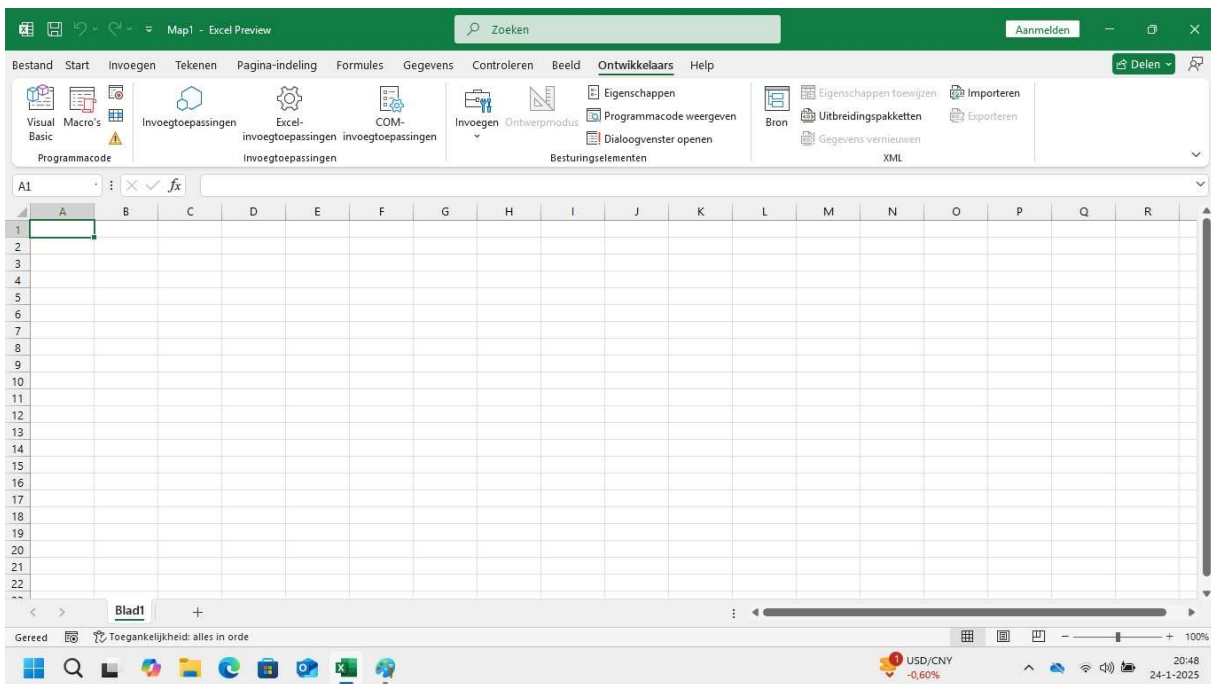 Map1 - Excel Preview
Zoeken
Aanmelden
Bestand Start Invoegen Tekenen Pagina-indeling Formules Gegevens Controleren Beeld Ontwikkelaars Help
Delen
Visual Basic
Macro's
Programmacode
Invoegtoepassingen
Excel-invoegtoepassingen
COM-invoegtoepassingen
Invoegtoepassingen
Invoegen
Ontwerpmodus
Eigenschappen
Programmacode weergeven
Dialoogvenster openen
Besturingselementen
Bron
Eigenschappen toewijzen
Uitbreidingspakketten
Gegevens vernieuwen
Importeren
Exporteren
XML
A1
fx
A B C D E F G H I J K L M N O P Q R
1
2
3
4
5
6
7
8
9
10
11
12
13
14
15
16
17
18
19
20
21
22
Blad1
Gereed
Toegankelijkheid: alles in orde
100%
1
USD/CNY
-0,60%
20:48
24-1-2025